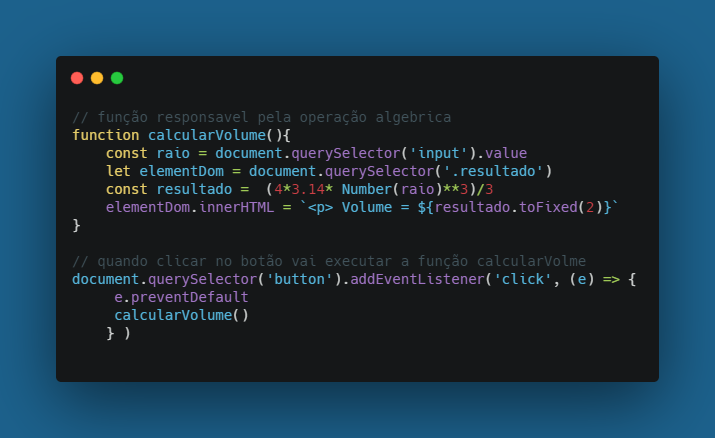 // função responsavel pela operação algebrica
function calcularVolume(){
    const raio = document.querySelector('input').value
    let elementDom = document.querySelector('.resultado')
    const resultado =  (4*3.14* Number(raio)**3)/3
    elementDom.innerHTML = `<p> Volume = ${resultado.toFixed(2)}`
}

// quando clicar no botão vai executar a função calcularVolme
document.querySelector('button').addEventListener('click', (e) => {
     e.preventDefault
     calcularVolume()
    } )